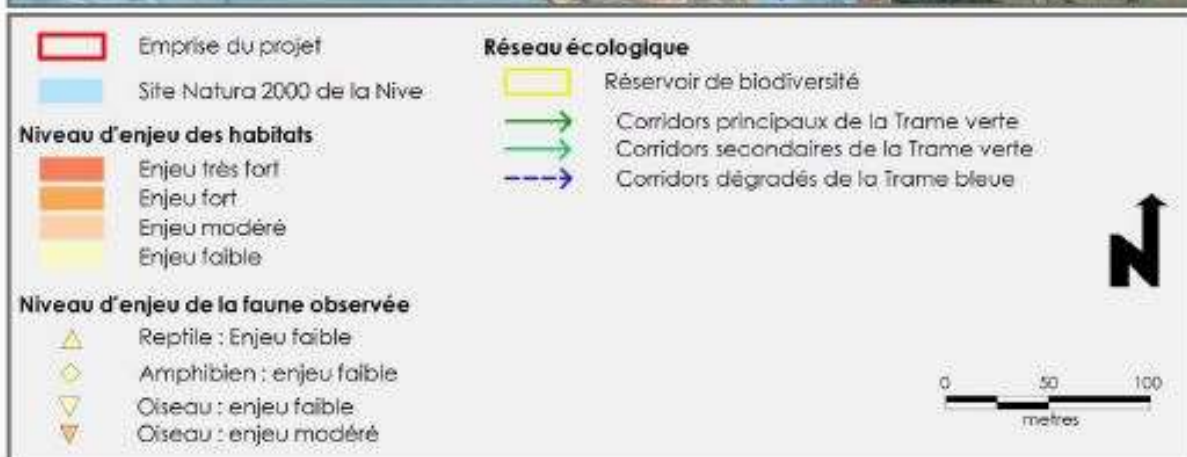 Emprise du projet
Site Natura 2000 de la Nive
Niveau d'enjeu des habitats
Enjeu très fort
Enjeu fort
Enjeu modéré
Enjeu faible
Niveau d'enjeu de la faune observée
Reptile : Enjeu faible
Amphibien : enjeu faible
Oiseau : enjeu faible
Oiseau : enjeu modéré
Réseau écologique
Réservoir de biodiversité
Corridors principaux de la Trame verte
Corridors secondaires de la Trame verte
Corridors dégradés de la Trame bleue
N
0 50 100
metres